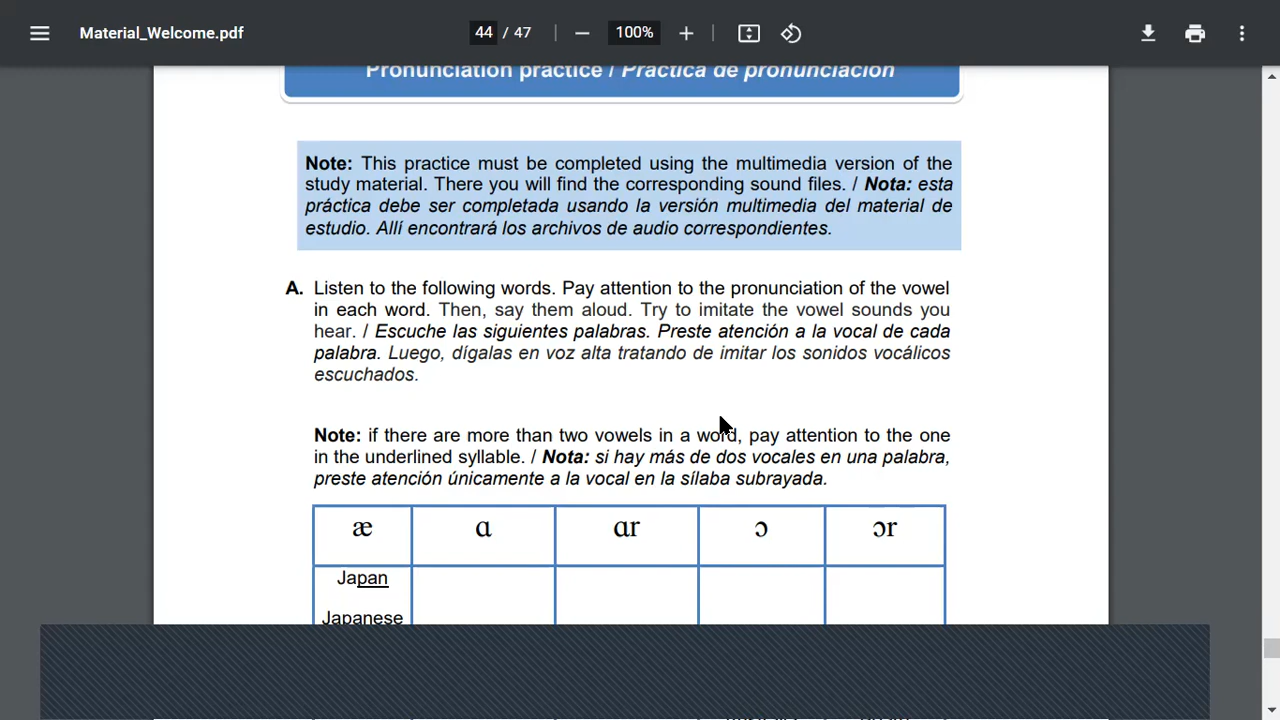 Material_Welcome.pdf
44 / 47
100%
Pronunciation practice / Práctica de pronunciación
Note: This practice must be completed using the multimedia version of the
study material. There you will find the corresponding sound files. / Nota: esta
práctica debe ser completada usando la versión multimedia del material de
estudio. Allí encontrará los archivos de audio correspondientes.
A. Listen to the following words. Pay attention to the pronunciation of the vowel
in each word. Then, say them aloud. Try to imitate the vowel sounds you
hear. / Escuche las siguientes palabras. Preste atención a la vocal de cada
palabra. Luego, dígalas en voz alta tratando de imitar los sonidos vocálicos
escuchados.
Note: if there are more than two vowels in a word, pay attention to the one
in the underlined syllable. / Nota: si hay más de dos vocales en una palabra,
preste atención únicamente a la vocal en la sílaba subrayada.
æ ɑ ɑr ɔ ɔr
Japan
Japanese